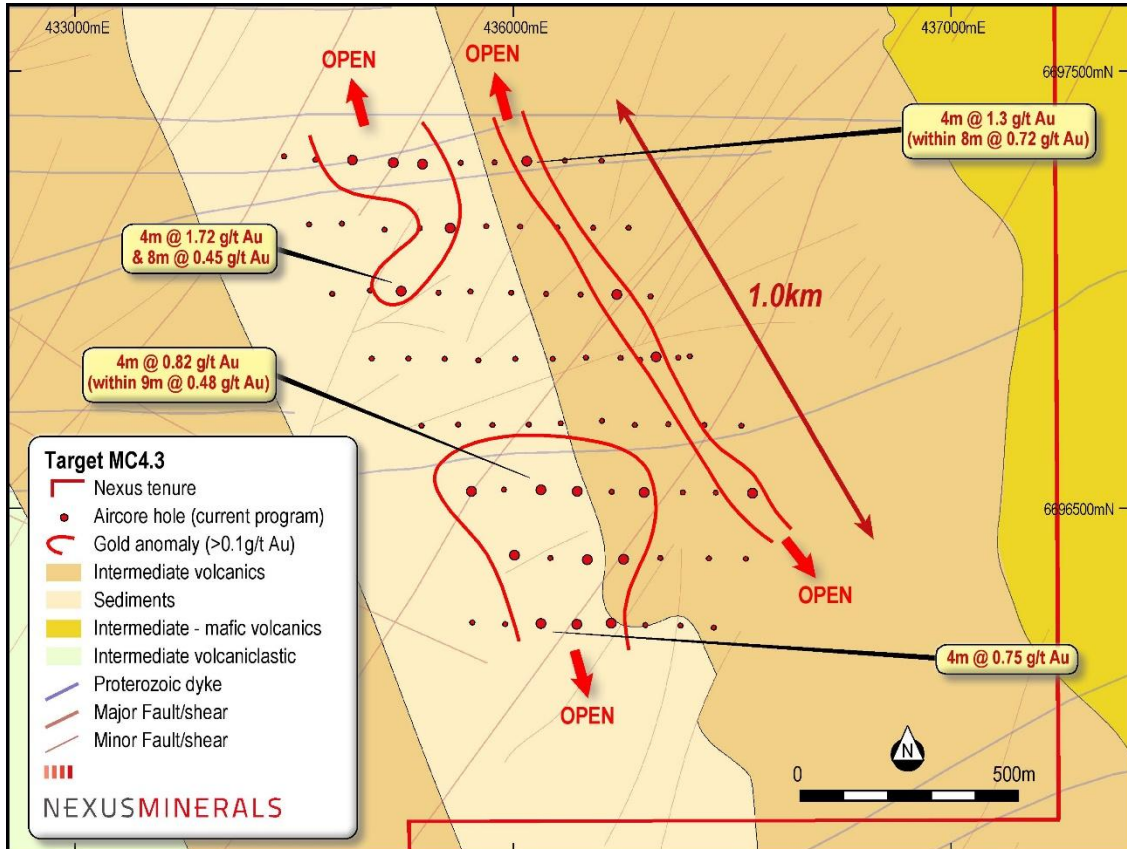 433000mE
436000mE
437000mE
OPEN
OPEN
6697500mN
4m @ 1.3 g/t Au
(within 8m @ 0.72 g/t Au)
4m @ 1.72 g/t Au
& 8m @ 0.45 g/t Au
1.0km
4m @ 0.82 g/t Au
(within 9m @ 0.48 g/t Au)
Target MC4.3
Nexus tenure
Aircore hole (current program)
Gold anomaly (>0.1g/t Au)
Intermediate volcanics
Sediments
Intermediate - mafic volcanics
Intermediate volcaniclastic
Proterozoic dyke
Major Fault/shear
Minor Fault/shear
NEXUSMINERALS
6696500mN
OPEN
4m @ 0.75 g/t Au
OPEN
N
0 500m